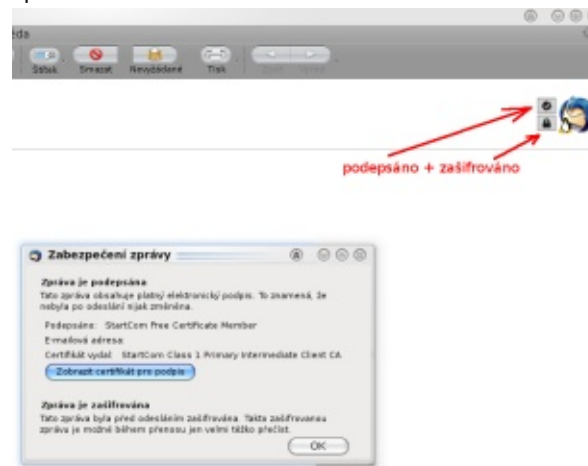 ěda
Štítek Smazat Nevyžádané Tisk Zpět Vpřed
podepsáno + zašifrováno
Zabezpečení zprávy
Zpráva je podepsána
Tato zpráva obsahuje platný elektronický podpis. To znamená, že
nebyla po odeslání nijak změněna.
Podepsáno: StartCom Free Certificate Member
E-mailová adresa:
Certifikát vydal: StartCom Class 1 Primary Intermediate Client CA
Zobrazit certifikát pro podpis
Zpráva je zašifrována
Tato zpráva byla před odesláním zašifrována. Takto zašifrovanou
zprávu je možné během přenosu jen velmi těžko přečíst.
OK